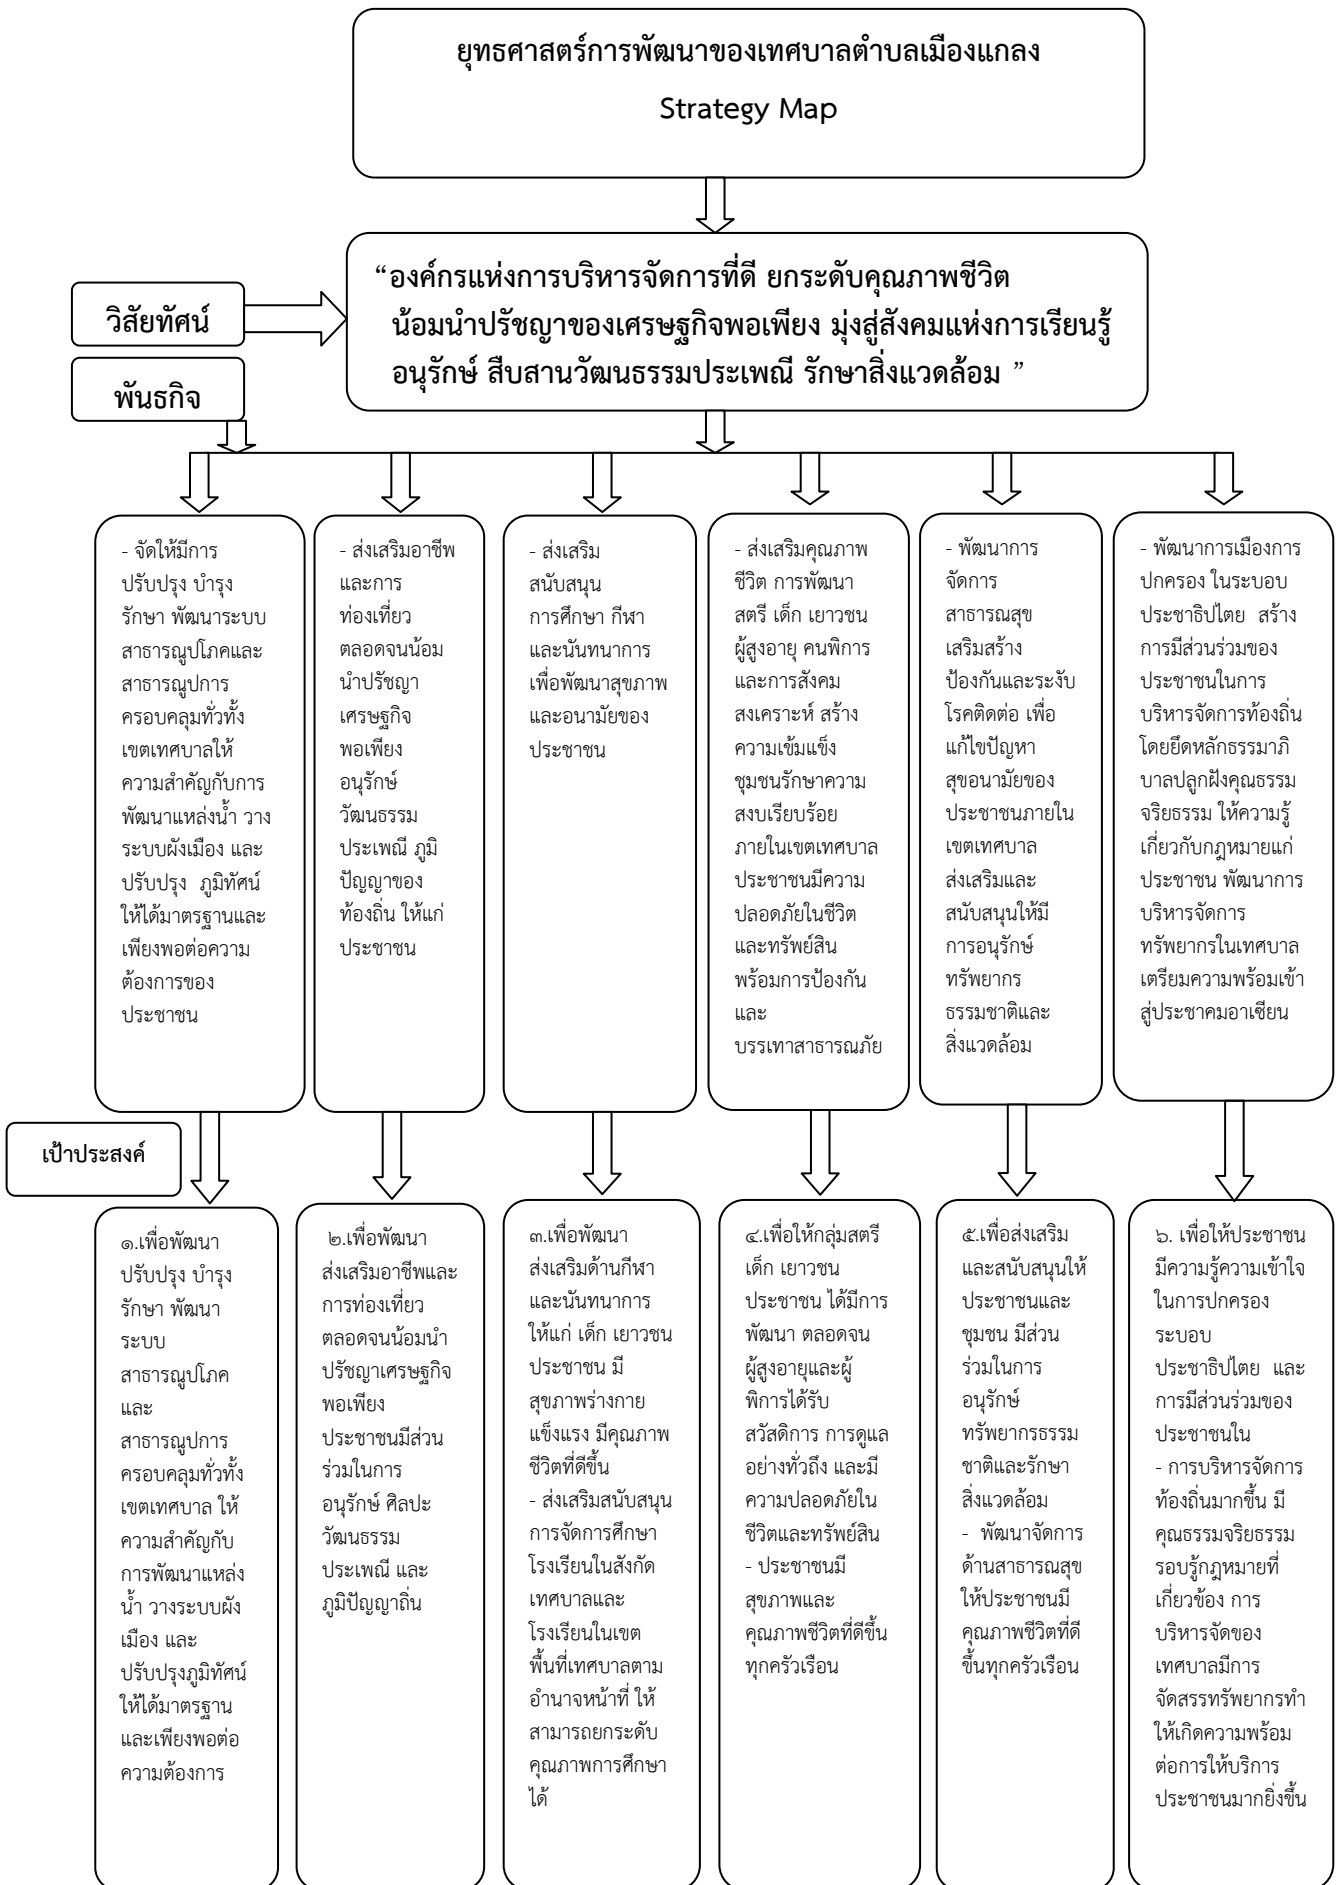 ยุทธศาสตร์การพัฒนาของเทศบาลตำบลเมืองแกลง
Strategy Map
วิสัยทัศน์
“องค์กรแห่งการบริหารจัดการที่ดี ยกระดับคุณภาพชีวิต
น้อมนำปรัชญาของเศรษฐกิจพอเพียง มุ่งสู่สังคมแห่งการเรียนรู้
อนุรักษ์ สืบสานวัฒนธรรมประเพณี รักษาสิ่งแวดล้อม ”
พันธกิจ
- จัดให้มีการ
ปรับปรุง บำรุง
รักษา พัฒนาระบบ
สาธารณูปโภคและ
สาธารณูปการ
ครอบคลุมทั่วทั้ง
เขตเทศบาลให้
ความสำคัญกับการ
พัฒนาแหล่งน้ำ วาง
ระบบผังเมือง และ
ปรับปรุง ภูมิทัศน์
ให้ได้มาตรฐานและ
เพียงพอต่อความ
ต้องการของ
ประชาชน
- ส่งเสริมอาชีพ
และการ
ท่องเที่ยว
ตลอดจนน้อม
นำปรัชญา
เศรษฐกิจ
พอเพียง
อนุรักษ์
วัฒนธรรม
ประเพณี ภูมิ
ปัญญาของ
ท้องถิ่น ให้แก่
ประชาชน
- ส่งเสริม
สนับสนุน
การศึกษา กีฬา
และนันทนาการ
เพื่อพัฒนาสุขภาพ
และอนามัยของ
ประชาชน
- ส่งเสริมคุณภาพ
ชีวิต การพัฒนา
สตรี เด็ก เยาวชน
ผู้สูงอายุ คนพิการ
และการสังคม
สงเคราะห์ สร้าง
ความเข้มแข็ง
ชุมชนรักษาความ
สงบเรียบร้อย
ภายในเขตเทศบาล
ประชาชนมีความ
ปลอดภัยในชีวิต
และทรัพย์สิน
พร้อมการป้องกัน
และ
บรรเทาสาธารณภัย
- พัฒนาการ
จัดการ
สาธารณสุข
เสริมสร้าง
ป้องกันและระงับ
โรคติดต่อ เพื่อ
แก้ไขปัญหา
สุขอนามัยของ
ประชาชนภายใน
เขตเทศบาล
ส่งเสริมและ
สนับสนุนให้มี
การอนุรักษ์
ทรัพยากร
ธรรมชาติและ
สิ่งแวดล้อม
- พัฒนาการเมืองการ
ปกครอง ในระบอบ
ประชาธิปไตย สร้าง
การมีส่วนร่วมของ
ประชาชนในการ
บริหารจัดการท้องถิ่น
โดยยึดหลักธรรมาภิ
บาลปลูกฝังคุณธรรม
จริยธรรม ให้ความรู้
เกี่ยวกับกฎหมายแก่
ประชาชน พัฒนาการ
บริหารจัดการ
ทรัพยากรในเทศบาล
เตรียมความพร้อมเข้า
สู่ประชาคมอาเซียน
เป้าประสงค์
๑.เพื่อพัฒนา
ปรับปรุง บำรุง
รักษา พัฒนา
ระบบ
สาธารณูปโภค
และ
สาธารณูปการ
ครอบคลุมทั่วทั้ง
เขตเทศบาล ให้
ความสำคัญกับ
การพัฒนาแหล่ง
น้ำ วางระบบผัง
เมือง และ
ปรับปรุงภูมิทัศน์
ให้ได้มาตรฐาน
และเพียงพอต่อ
ความต้องการ
๒.เพื่อพัฒนา
ส่งเสริมอาชีพและ
การท่องเที่ยว
ตลอดจนน้อมนำ
ปรัชญาเศรษฐกิจ
พอเพียง
ประชาชนมีส่วน
ร่วมในการ
อนุรักษ์ ศิลปะ
วัฒนธรรม
ประเพณี และ
ภูมิปัญญาถิ่น
๓.เพื่อพัฒนา
ส่งเสริมด้านกีฬา
และนันทนาการ
ให้แก่ เด็ก เยาวชน
ประชาชน มี
สุขภาพร่างกาย
แข็งแรง มีคุณภาพ
ชีวิตที่ดีขึ้น
- ส่งเสริมสนับสนุน
การจัดการศึกษา
โรงเรียนในสังกัด
เทศบาลและ
โรงเรียนในเขต
พื้นที่เทศบาลตาม
อำนาจหน้าที่ ให้
สามารถยกระดับ
คุณภาพการศึกษา
ได้
๔.เพื่อให้กลุ่มสตรี
เด็ก เยาวชน
ประชาชน ได้มีการ
พัฒนา ตลอดจน
ผู้สูงอายุและผู้
พิการได้รับ
สวัสดิการ การดูแล
อย่างทั่วถึง และมี
ความปลอดภัยใน
ชีวิตและทรัพย์สิน
- ประชาชนมี
สุขภาพและ
คุณภาพชีวิตที่ดีขึ้น
ทุกครัวเรือน
๕.เพื่อส่งเสริม
และสนับสนุนให้
ประชาชนและ
ชุมชน มีส่วน
ร่วมในการ
อนุรักษ์
ทรัพยากรธรรม
ชาติและรักษา
สิ่งแวดล้อม
- พัฒนาจัดการ
ด้านสาธารณสุข
ให้ประชาชนมี
คุณภาพชีวิตที่ดี
ขึ้นทุกครัวเรือน
๖. เพื่อให้ประชาชน
มีความรู้ความเข้าใจ
ในการปกครอง
ระบอบ
ประชาธิปไตย และ
การมีส่วนร่วมของ
ประชาชนใน
- การบริหารจัดการ
ท้องถิ่นมากขึ้น มี
คุณธรรมจริยธรรม
รอบรู้กฎหมายที่
เกี่ยวข้อง การ
บริหารจัดของ
เทศบาลมีการ
จัดสรรทรัพยากรทำ
ให้เกิดความพร้อม
ต่อการให้บริการ
ประชาชนมากยิ่งขึ้น